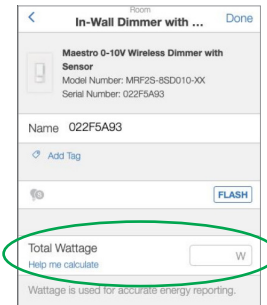 Room
In-Wall Dimmer with ... Done
Maestro 0-10V Wireless Dimmer with
Sensor
Model Number: MRF2S-8SD010-XX
Serial Number: 022F5A93
Name 022F5A93
Add Tag
FLASH
Total Wattage
W
Help me calculate
Wattage is used for accurate energy reporting.